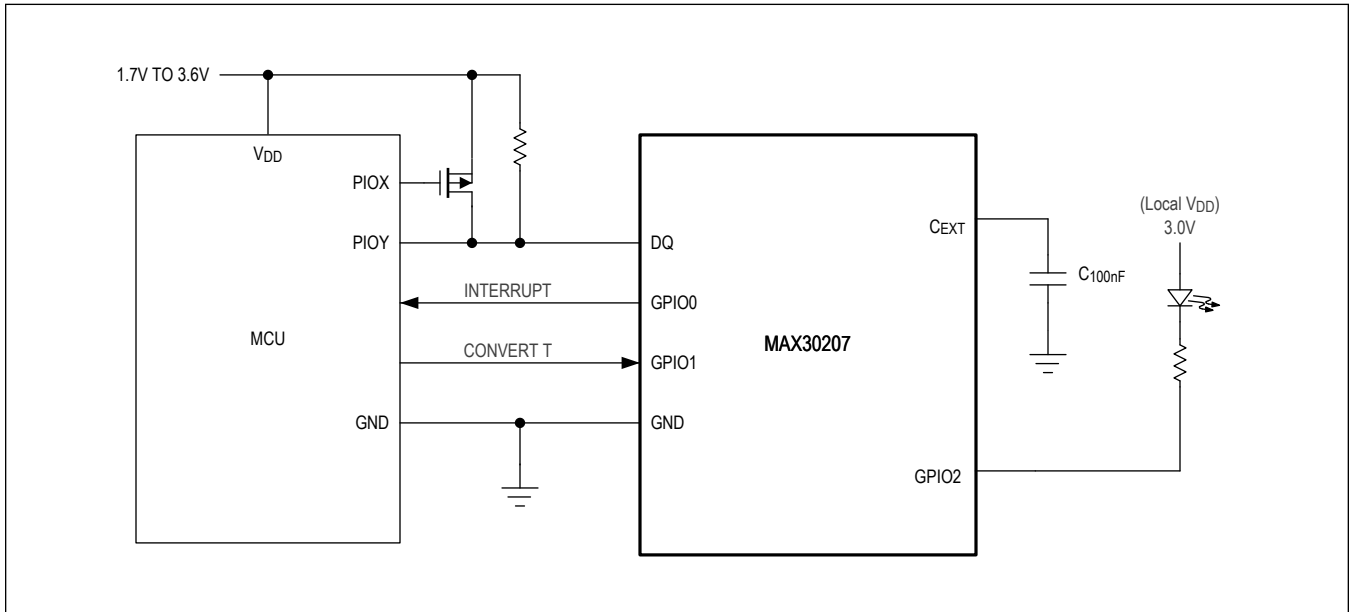 1.7V TO 3.6V
VDD
PIOX
PIOY
MCU
GND
INTERRUPT
CONVERT T
DQ
GPIO0
GPIO1
GND
MAX30207
CEXT
GPIO2
C100nF
(Local VDD)
3.0V